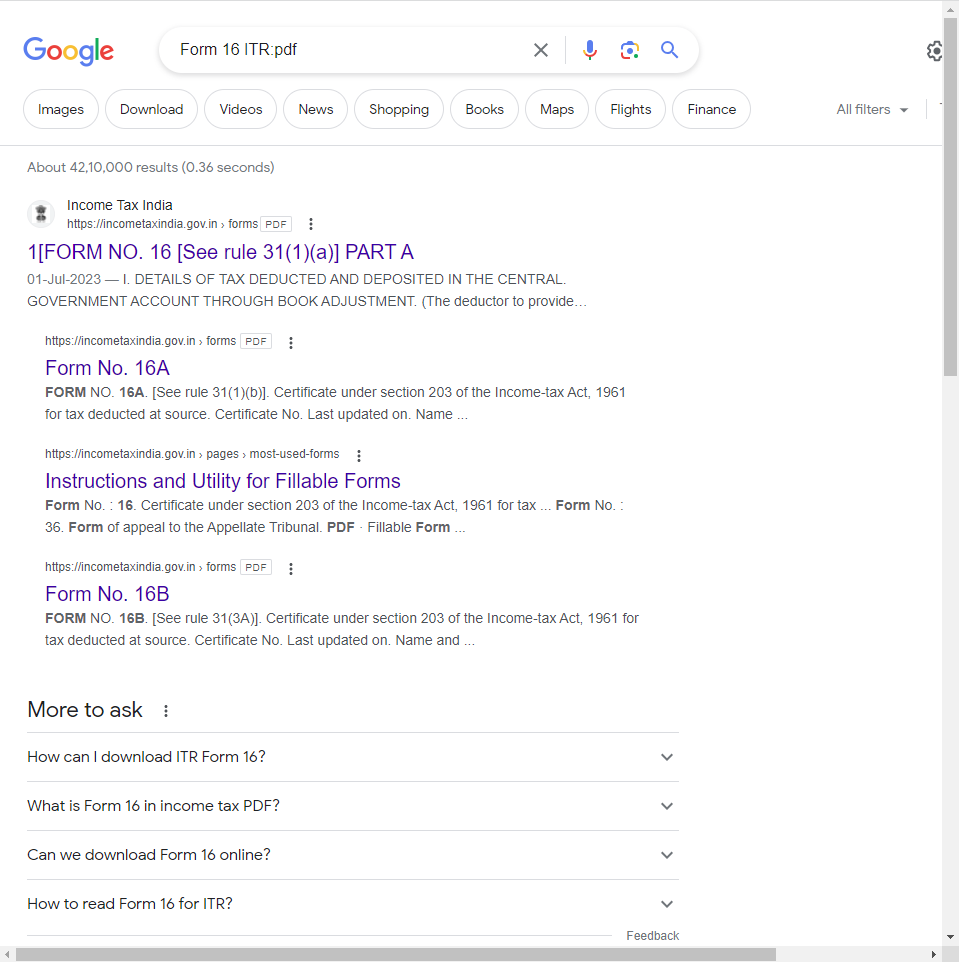 Google
Form 16 ITR:pdf
Images
Download
Videos
News
Shopping
Books
Maps
Flights
Finance
All filters
About 42,10,000 results (0.36 seconds)
Income Tax India
https://incometaxindia.gov.in › forms PDF
1[FORM NO. 16 [See rule 31(1)(a)] PART A
01-Jul-2023 — I. DETAILS OF TAX DEDUCTED AND DEPOSITED IN THE CENTRAL.
GOVERNMENT ACCOUNT THROUGH BOOK ADJUSTMENT. (The deductor to provide…
https://incometaxindia.gov.in › forms PDF
Form No. 16A
FORM NO. 16A. [See rule 31(1)(b)]. Certificate under section 203 of the Income-tax Act, 1961
for tax deducted at source. Certificate No. Last updated on. Name ...
https://incometaxindia.gov.in › pages › most-used-forms
Instructions and Utility for Fillable Forms
Form No. : 16. Certificate under section 203 of the Income-tax Act, 1961 for tax ... Form No. :
36. Form of appeal to the Appellate Tribunal. PDF · Fillable Form ...
https://incometaxindia.gov.in › forms PDF
Form No. 16B
FORM NO. 16B. [See rule 31(3A)]. Certificate under section 203 of the Income-tax Act, 1961 for
tax deducted at source. Certificate No. Last updated on. Name and ...
More to ask
How can I download ITR Form 16?
What is Form 16 in income tax PDF?
Can we download Form 16 online?
How to read Form 16 for ITR?
Feedback